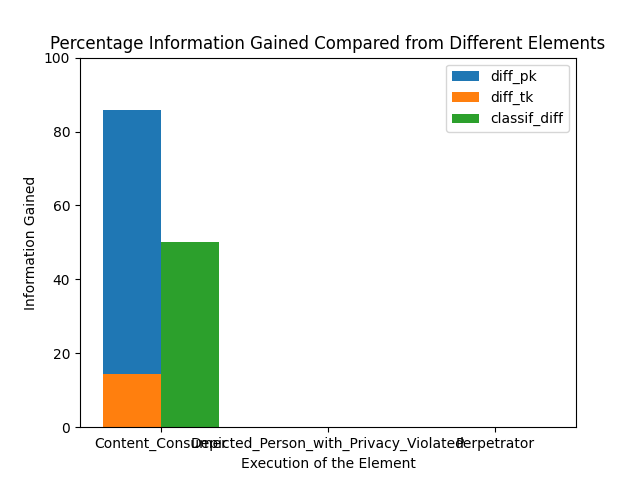 Percentage Information Gained Compared from Different Elements
100
80
60
40
20
0
Information Gained
diff_pk
diff_tk
classif_diff
Content_Consumer Depicted_Person_with_Privacy_Violated Perpetrator
Execution of the Element